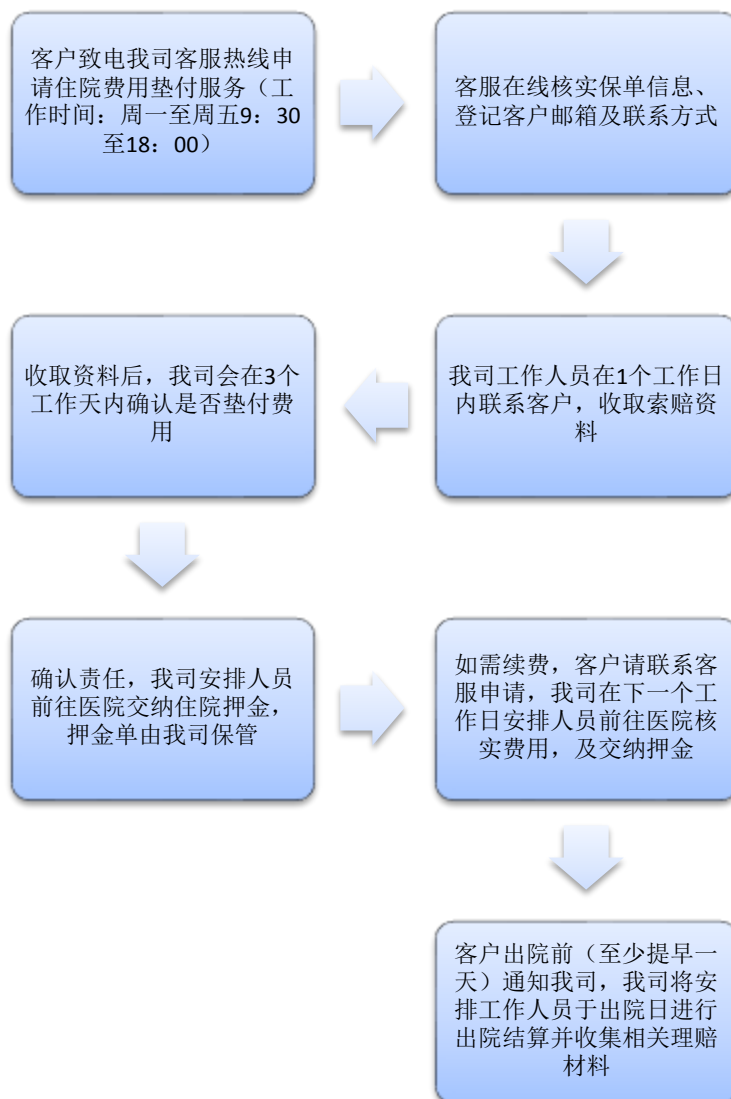 客户致电我司客服热线申
请住院费用垫付服务（工
作时间：周一至周五9：30
至18：00）
客服在线核实保单信息、
登记客户邮箱及联系方式
我司工作人员在1个工作日
内联系客户，收取索赔资
料
收取资料后，我司会在3个
工作天内确认是否垫付费
用
确认责任，我司安排人员
前往医院交纳住院押金，
押金单由我司保管
如需续费，客户请联系客
服申请，我司在下一个工
作日安排人员前往医院核
实费用，及交纳押金
客户出院前（至少提早一
天）通知我司，我司将安
排工作人员于出院日进行
出院结算并收集相关理赔
材料